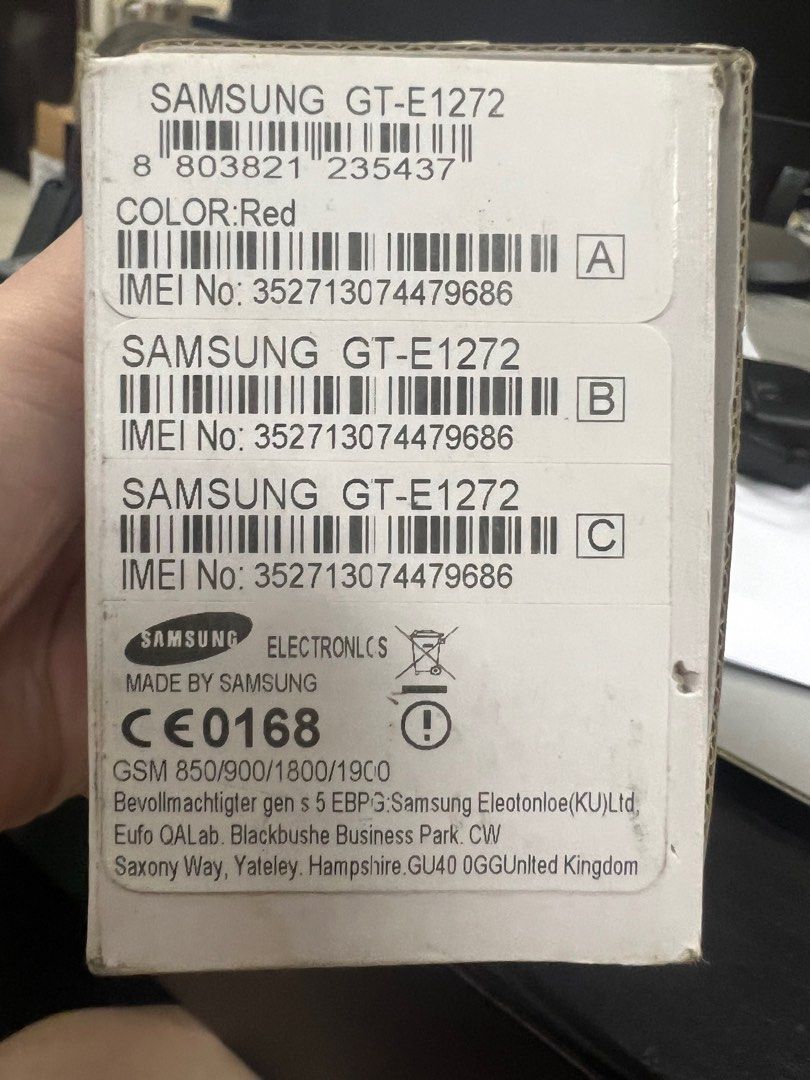 SAMSUNG GT-E1272
8 803821 235437
COLOR:Red
A
IMEI No: 352713074479686
SAMSUNG GT-E1272
B
IMEI No: 352713074479686
SAMSUNG GT-E1272
C
IMEI No: 352713074479686
SAMSUNG ELECTRONLCS
MADE BY SAMSUNG
CE0168
GSM 850/900/1800/1900
Bevollmachtigter gen s 5 EBPG:Samsung Eleotonloe(KU)Ltd,
Eufo QALab. Blackbushe Business Park. CW
Saxony Way, Yateley. Hampshire.GU40 0GGUnlted Kingdom